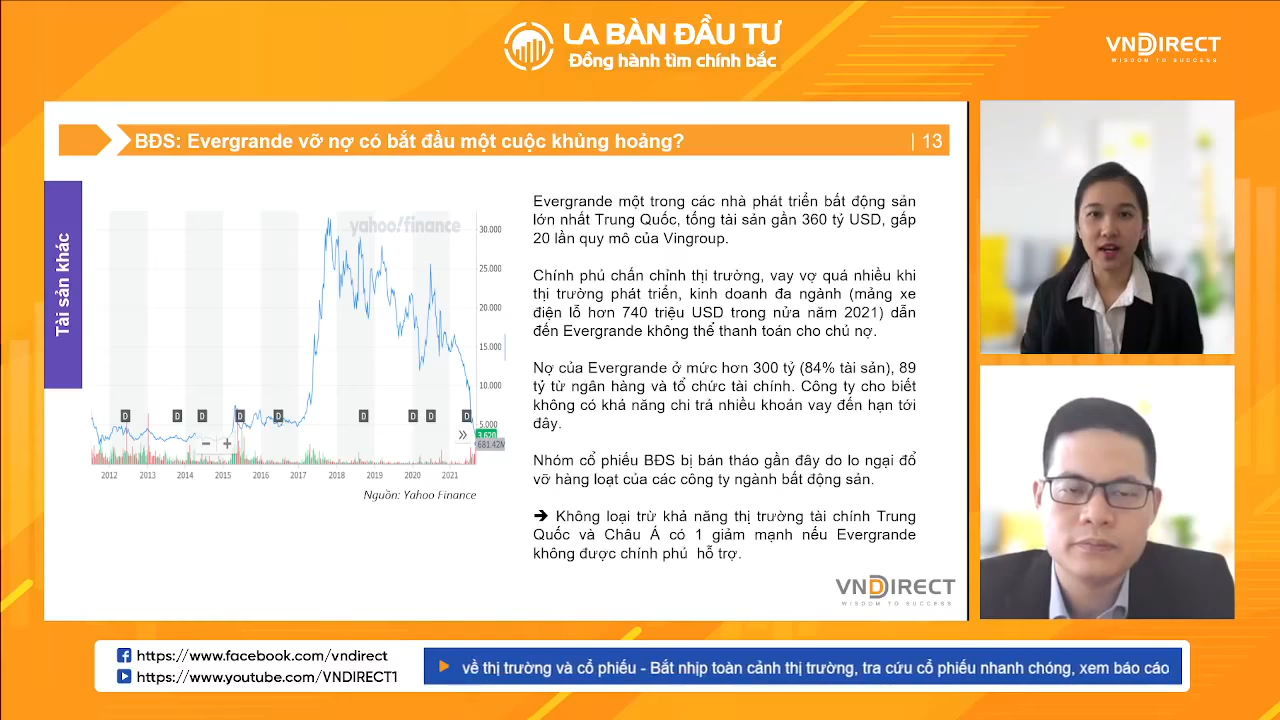 LA BÀN ĐẦU TƯ
Đồng hành tìm chính bắc
VNDIRECT
WISDOM TO SUCCESS
BĐS: Evergrande vỡ nợ có bắt đầu một cuộc khủng hoảng?
| 13
Tài sản khác
yahoo!finance
30.000
25.000
20.000
15.000
10.000
5.000
3.620
681.42M
D D D D D D D D D
2012 2013 2014 2015 2016 2017 2018 2019 2020 2021
Nguồn: Yahoo Finance
Evergrande một trong các nhà phát triển bất động sản
lớn nhất Trung Quốc, tổng tài sản gần 360 tỷ USD, gấp
20 lần quy mô của Vingroup.
Chính phủ chấn chỉnh thị trường, vay vợ quá nhiều khi
thị trường phát triển, kinh doanh đa ngành (mảng xe
điện lỗ hơn 740 triệu USD trong nửa năm 2021) dẫn
đến Evergrande không thể thanh toán cho chủ nợ.
Nợ của Evergrande ở mức hơn 300 tỷ (84% tài sản), 89
tỷ từ ngân hàng và tổ chức tài chính. Công ty cho biết
không có khả năng chi trả nhiều khoản vay đến hạn tới
đây.
Nhóm cổ phiếu BĐS bị bán tháo gần đây do lo ngại đổ
vỡ hàng loạt của các công ty ngành bất động sản.
➔ Không loại trừ khả năng thị trường tài chính Trung
Quốc và Châu Á có 1 giảm mạnh nếu Evergrande
không được chính phủ hỗ trợ.
VNDIRECT
WISDOM TO SUCCESS
https://www.facebook.com/vndirect
https://www.youtube.com/VNDIRECT1
về thị trường và cổ phiếu - Bắt nhịp toàn cảnh thị trường, tra cứu cổ phiếu nhanh chóng, xem báo cáo